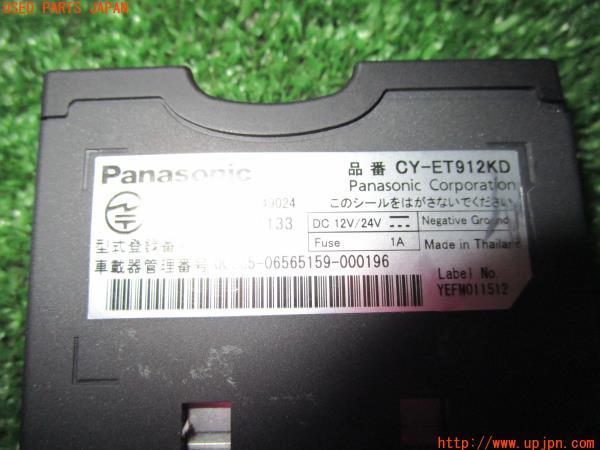 USED PARTS JAPAN
Panasonic
品番 CY-ET912KD
Panasonic Corporation
49024
このシールをはがさないでください
133
DC 12V/24V
Negative Ground
Fuse 1A
Made in Thailand
型式登録番
車載器管理番号
5-06565159-000196
Label No.
YEFM011512
http://www.upjpn.com/